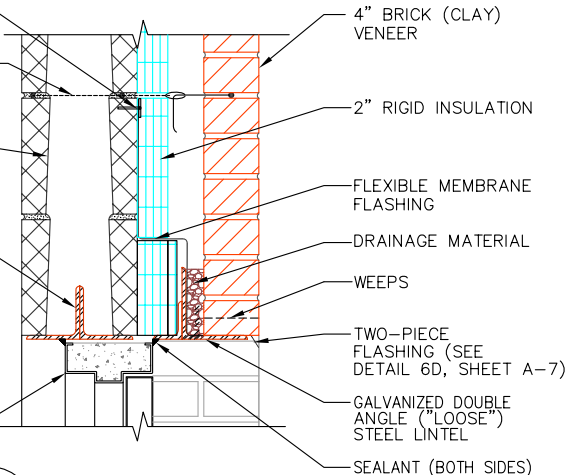 4” BRICK (CLAY)
VENEER
2” RIGID INSULATION
FLEXIBLE MEMBRANE
FLASHING
DRAINAGE MATERIAL
WEEPS
TWO-PIECE
FLASHING (SEE
DETAIL 6D, SHEET A-7)
GALVANIZED DOUBLE
ANGLE ("LOOSE")
STEEL LINTEL
SEALANT (BOTH SIDES)